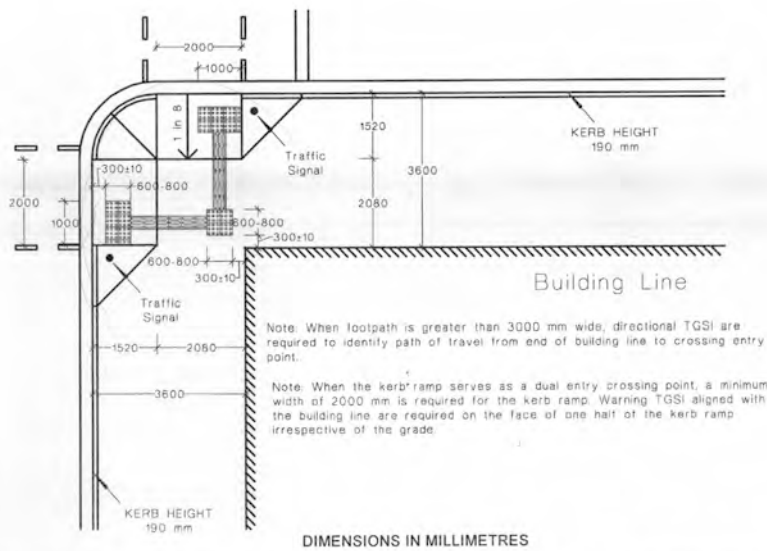 2000
1000
1 in 8
Traffic
Signal
KERB HEIGHT
190 mm
1520
3600
2080
300±10
600-800
2000
1000
600-800
300±10
600-800
300±10
Traffic
Signal
Building Line
1520
2080
3600
Note: When footpath is greater than 3000 mm wide, directional TGSI are
required to identify path of travel from end of building line to crossing entry
point.
Note: When the kerb ramp serves as a dual entry crossing point, a minimum
width of 2000 mm is required for the kerb ramp. Warning TGSI aligned with
the building line are required on the face of one half of the kerb ramp
irrespective of the grade.
KERB HEIGHT
190 mm
DIMENSIONS IN MILLIMETRES